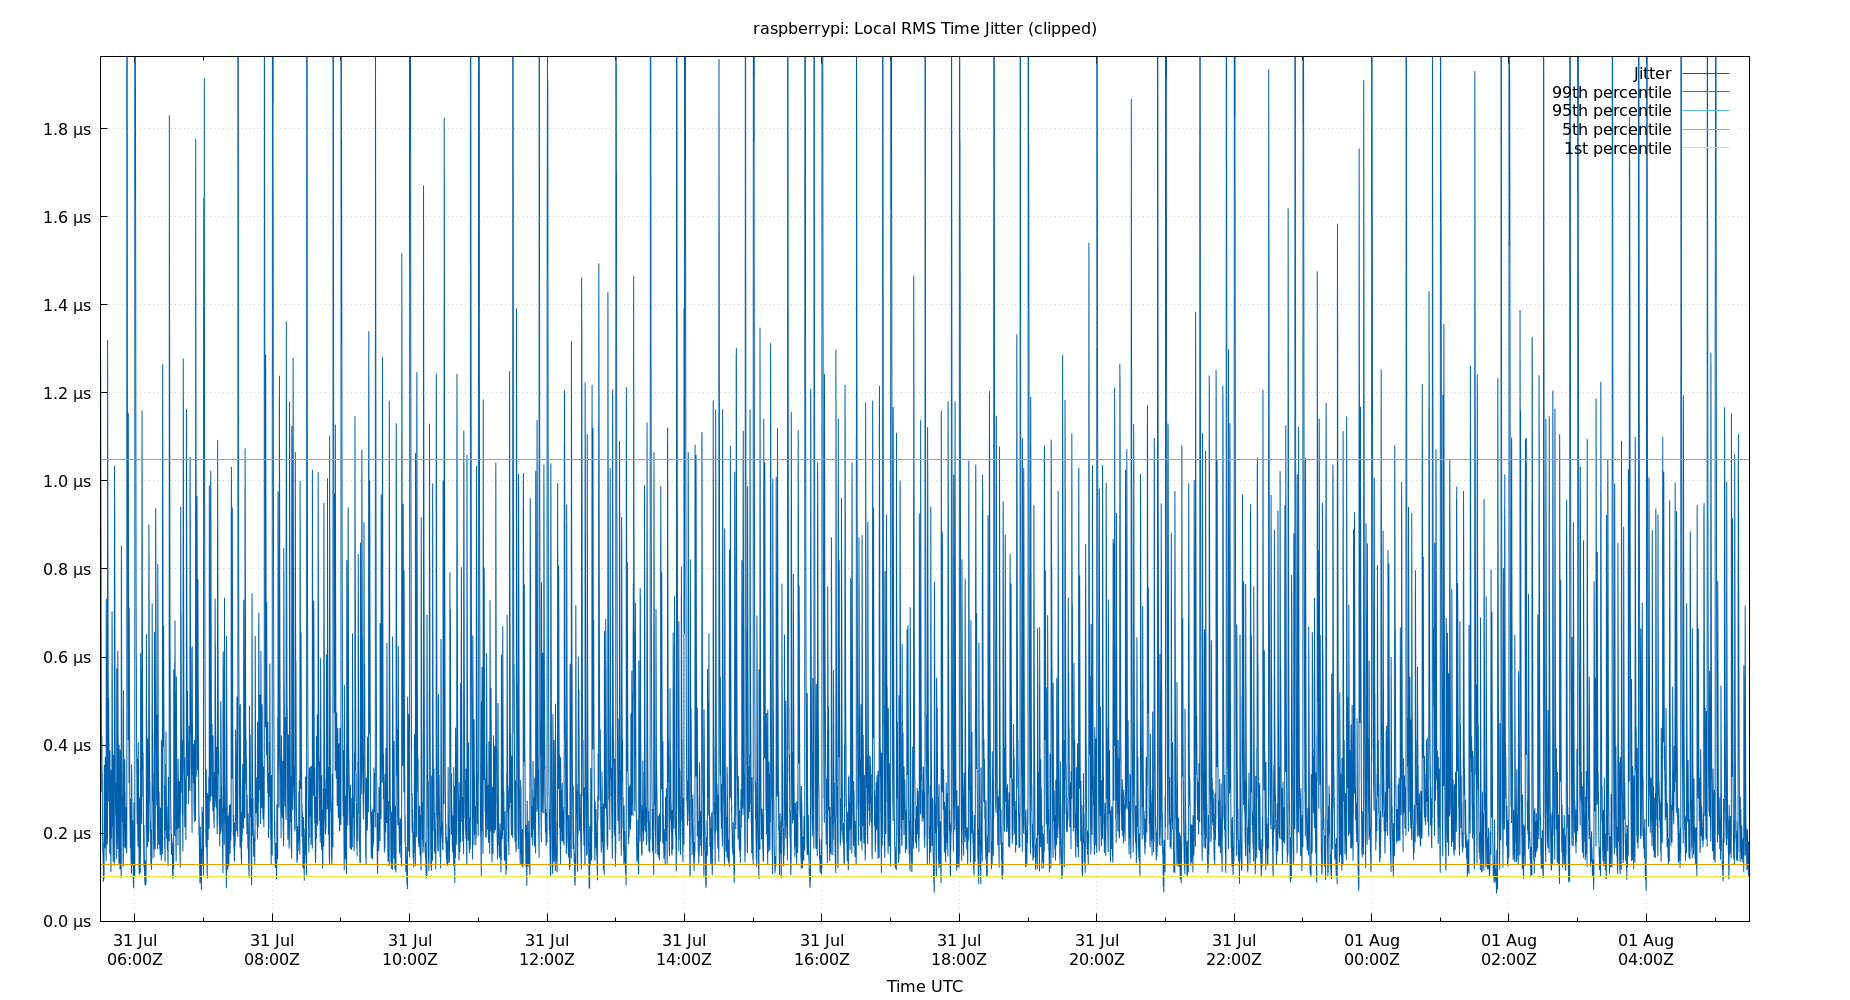 raspberrypi: Local RMS Time Jitter (clipped)
Jitter
99th percentile
95th percentile
5th percentile
1st percentile
1.8 µs
1.6 µs
1.4 µs
1.2 µs
1.0 µs
0.8 µs
0.6 µs
0.4 µs
0.2 µs
0.0 µs
31 Jul 31 Jul 31 Jul 31 Jul 31 Jul 31 Jul 31 Jul 31 Jul 31 Jul 01 Aug 01 Aug 01 Aug
06:00Z 08:00Z 10:00Z 12:00Z 14:00Z 16:00Z 18:00Z 20:00Z 22:00Z 00:00Z 02:00Z 04:00Z
Time UTC